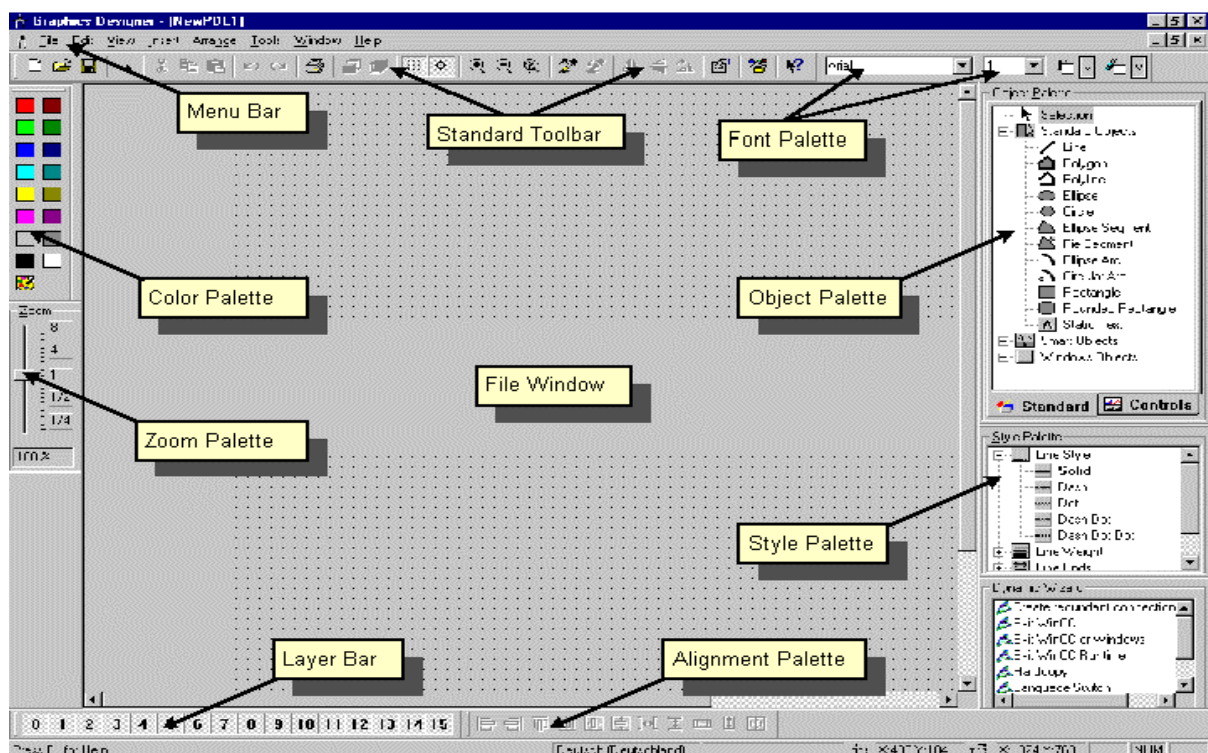 Graphics Designer - [NewPDL1]
File Edit View Insert Arrange Tools Window Help
Arial 1
Menu Bar
Standard Toolbar
Font Palette
Object Palette
Selection
Standard Objects
Line
Polygon
Polyline
Ellipse
Circle
Ellipse Segment
Pie Segment
Ellipse Arc
Circular Arc
Rectangle
Rounded Rectangle
Static Text
Smart Objects
Windows Objects
Standard Controls
Color Palette
Object Palette
Zoom
8
4
1
1/2
1/4
100 %
File Window
Zoom Palette
Style Palette
Line Style
Solid
Dash
Dot
Dash Dot
Dash Dot Dot
Line Weight
Line Ends
Style Palette
Dynamic Wizard
Create redundant connection
Exit WinCC
Exit WinCC or windows
Exit WinCC Runtime
Hardcopy
Language Switch
Layer Bar
Alignment Palette
0 1 2 3 4 5 6 7 8 9 10 11 12 13 14 15
Press F1 for Help
Deutsch (Deutschland)
NUM